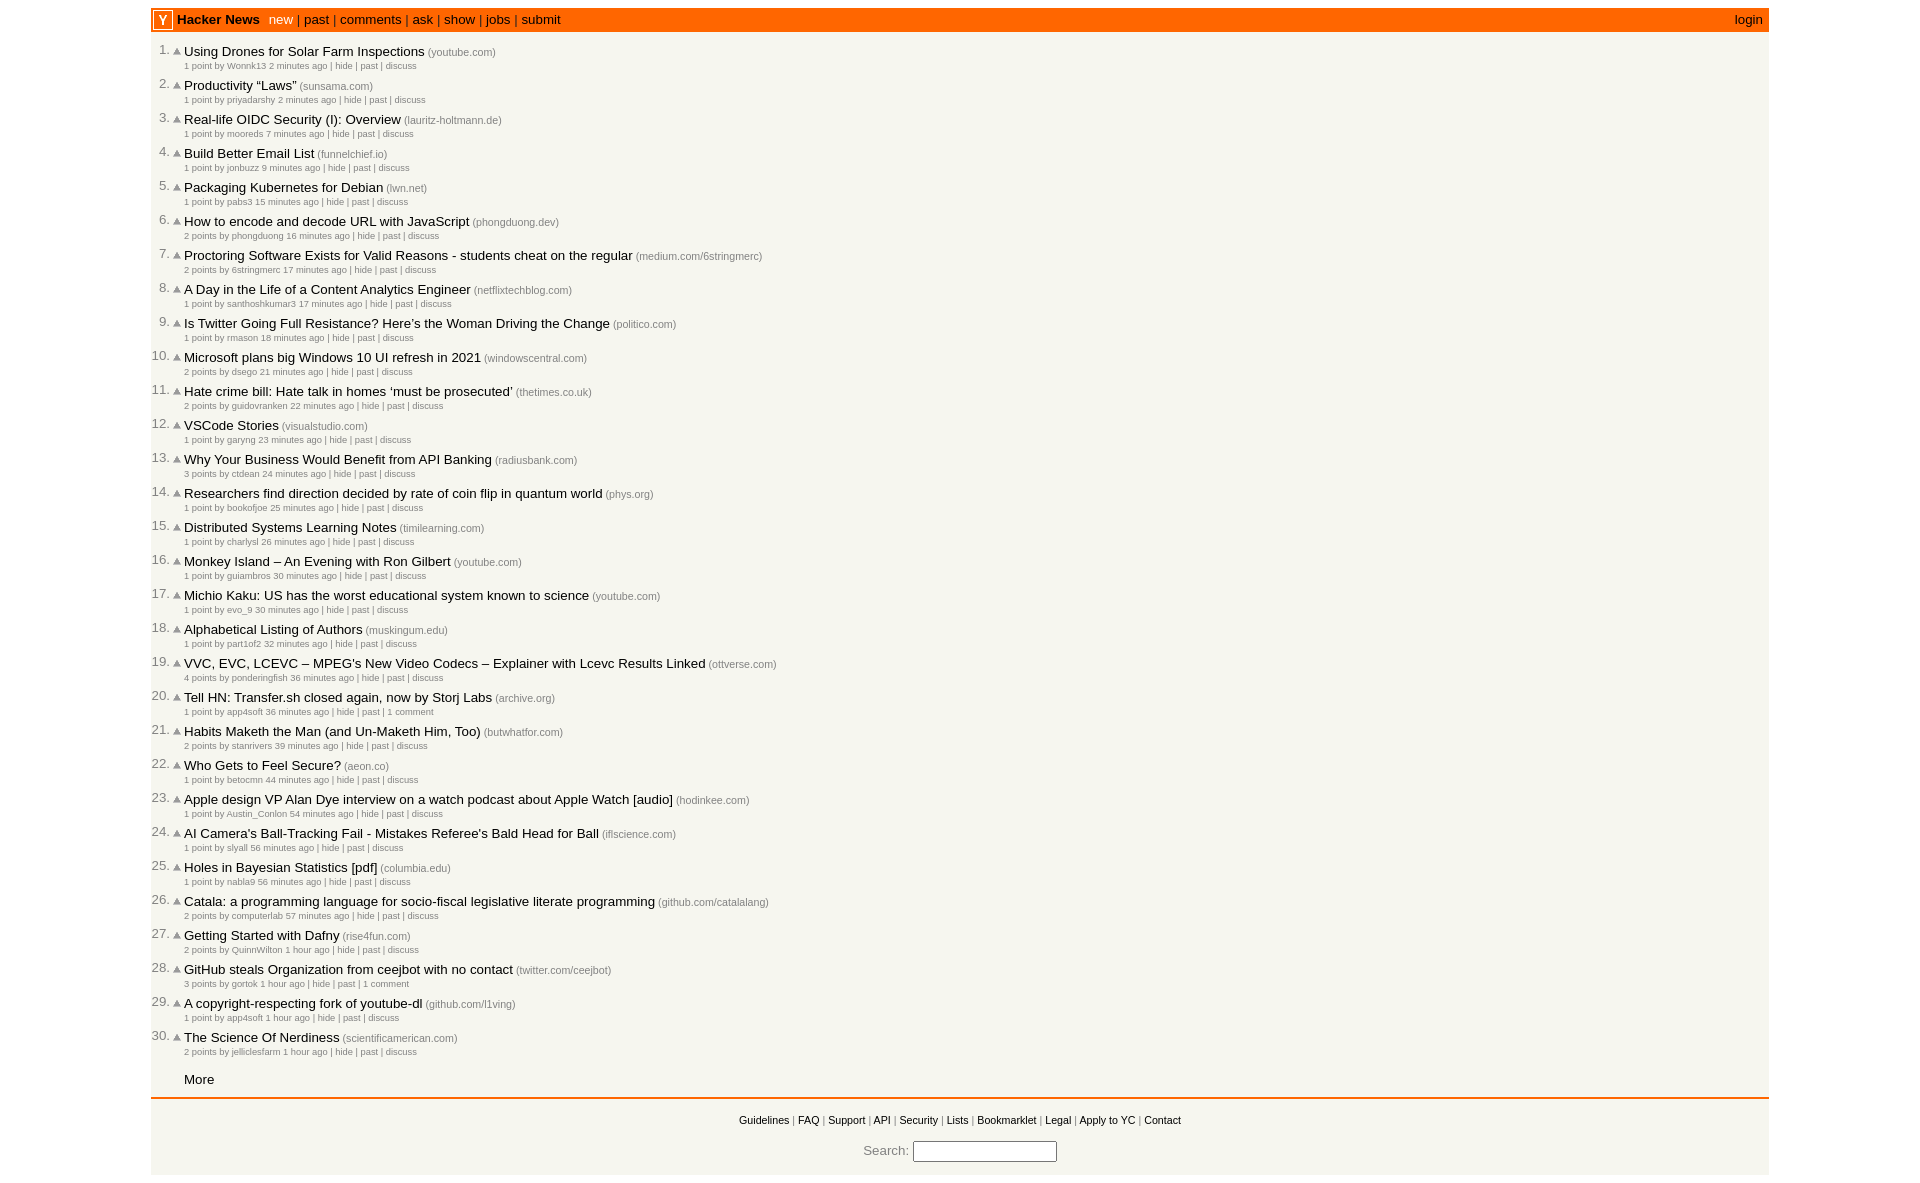 Y Hacker News new | past | comments | ask | show | jobs | submit login
1. Using Drones for Solar Farm Inspections (youtube.com)
1 point by Wonnk13 2 minutes ago | hide | past | discuss
2. Productivity “Laws” (sunsama.com)
1 point by priyadarshy 2 minutes ago | hide | past | discuss
3. Real-life OIDC Security (I): Overview (lauritz-holtmann.de)
1 point by mooreds 7 minutes ago | hide | past | discuss
4. Build Better Email List (funnelchief.io)
1 point by jonbuzz 9 minutes ago | hide | past | discuss
5. Packaging Kubernetes for Debian (lwn.net)
1 point by pabs3 15 minutes ago | hide | past | discuss
6. How to encode and decode URL with JavaScript (phongduong.dev)
2 points by phongduong 16 minutes ago | hide | past | discuss
7. Proctoring Software Exists for Valid Reasons - students cheat on the regular (medium.com/6stringmerc)
2 points by 6stringmerc 17 minutes ago | hide | past | discuss
8. A Day in the Life of a Content Analytics Engineer (netflixtechblog.com)
1 point by santhoshkumar3 17 minutes ago | hide | past | discuss
9. Is Twitter Going Full Resistance? Here’s the Woman Driving the Change (politico.com)
1 point by rmason 18 minutes ago | hide | past | discuss
10. Microsoft plans big Windows 10 UI refresh in 2021 (windowscentral.com)
2 points by dsego 21 minutes ago | hide | past | discuss
11. Hate crime bill: Hate talk in homes ‘must be prosecuted’ (thetimes.co.uk)
2 points by guidovranken 22 minutes ago | hide | past | discuss
12. VSCode Stories (visualstudio.com)
1 point by garyng 23 minutes ago | hide | past | discuss
13. Why Your Business Would Benefit from API Banking (radiusbank.com)
3 points by ctdean 24 minutes ago | hide | past | discuss
14. Researchers find direction decided by rate of coin flip in quantum world (phys.org)
1 point by bookofjoe 25 minutes ago | hide | past | discuss
15. Distributed Systems Learning Notes (timilearning.com)
1 point by charlysl 26 minutes ago | hide | past | discuss
16. Monkey Island – An Evening with Ron Gilbert (youtube.com)
1 point by guiambros 30 minutes ago | hide | past | discuss
17. Michio Kaku: US has the worst educational system known to science (youtube.com)
1 point by evo_9 30 minutes ago | hide | past | discuss
18. Alphabetical Listing of Authors (muskingum.edu)
1 point by part1of2 32 minutes ago | hide | past | discuss
19. VVC, EVC, LCEVC – MPEG's New Video Codecs – Explainer with Lcevc Results Linked (ottverse.com)
4 points by ponderingfish 36 minutes ago | hide | past | discuss
20. Tell HN: Transfer.sh closed again, now by Storj Labs (archive.org)
1 point by app4soft 36 minutes ago | hide | past | 1 comment
21. Habits Maketh the Man (and Un-Maketh Him, Too) (butwhatfor.com)
2 points by stanrivers 39 minutes ago | hide | past | discuss
22. Who Gets to Feel Secure? (aeon.co)
1 point by betocmn 44 minutes ago | hide | past | discuss
23. Apple design VP Alan Dye interview on a watch podcast about Apple Watch [audio] (hodinkee.com)
1 point by Austin_Conlon 54 minutes ago | hide | past | discuss
24. AI Camera's Ball-Tracking Fail - Mistakes Referee's Bald Head for Ball (iflscience.com)
1 point by slyall 56 minutes ago | hide | past | discuss
25. Holes in Bayesian Statistics [pdf] (columbia.edu)
1 point by nabla9 56 minutes ago | hide | past | discuss
26. Catala: a programming language for socio-fiscal legislative literate programming (github.com/catalalang)
2 points by computerlab 57 minutes ago | hide | past | discuss
27. Getting Started with Dafny (rise4fun.com)
2 points by QuinnWilton 1 hour ago | hide | past | discuss
28. GitHub steals Organization from ceejbot with no contact (twitter.com/ceejbot)
3 points by gortok 1 hour ago | hide | past | 1 comment
29. A copyright-respecting fork of youtube-dl (github.com/l1ving)
1 point by app4soft 1 hour ago | hide | past | discuss
30. The Science Of Nerdiness (scientificamerican.com)
2 points by jelliclesfarm 1 hour ago | hide | past | discuss
More
Guidelines | FAQ | Support | API | Security | Lists | Bookmarklet | Legal | Apply to YC | Contact
Search: